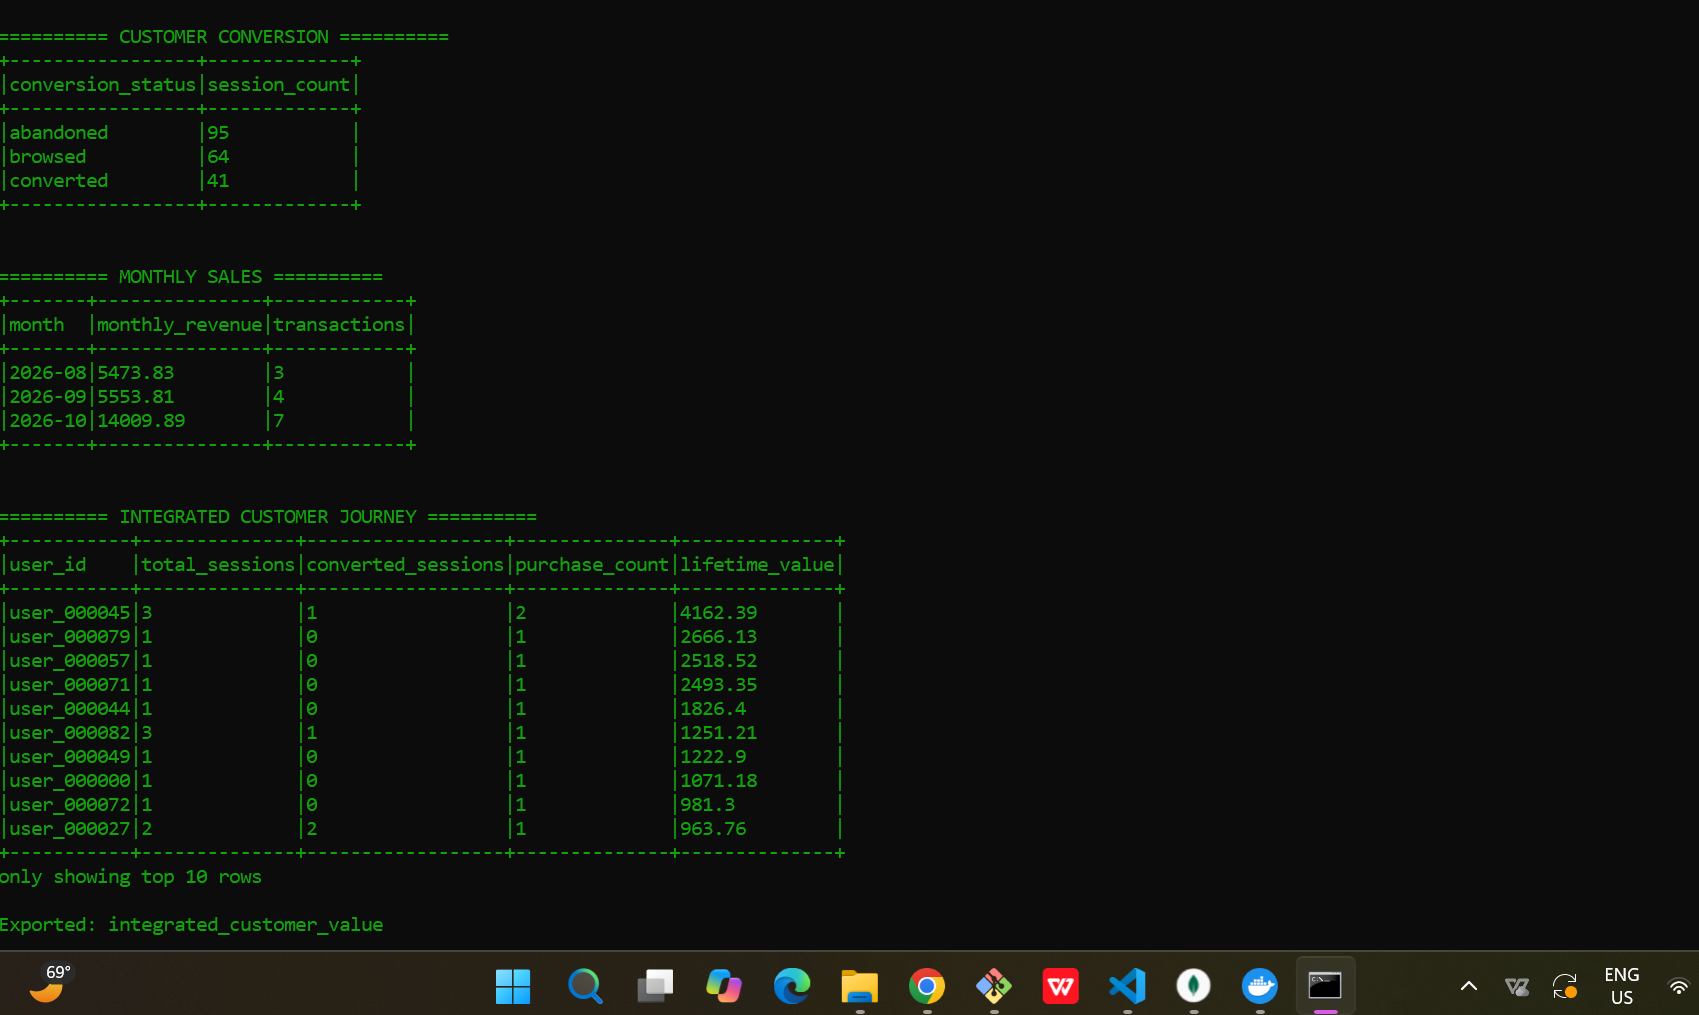 ========== CUSTOMER CONVERSION ==========
+-----------------+-------------+
|conversion_status|session_count|
+-----------------+-------------+
|abandoned        |95           |
|browsed          |64           |
|converted        |41           |
+-----------------+-------------+
========== MONTHLY SALES ==========
+-------+---------------+------------+
|month  |monthly_revenue|transactions|
+-------+---------------+------------+
|2026-08|5473.83        |3           |
|2026-09|5553.81        |4           |
|2026-10|14009.89       |7           |
+-------+---------------+------------+
========== INTEGRATED CUSTOMER JOURNEY ==========
+-----------+--------------+------------------+--------------+--------------+
|user_id    |total_sessions|converted_sessions|purchase_count|lifetime_value|
+-----------+--------------+------------------+--------------+--------------+
|user_000045|3             |1                 |2             |4162.39       |
|user_000079|1             |0                 |1             |2666.13       |
|user_000057|1             |0                 |1             |2518.52       |
|user_000071|1             |0                 |1             |2493.35       |
|user_000044|1             |0                 |1             |1826.4        |
|user_000082|3             |1                 |1             |1251.21       |
|user_000049|1             |0                 |1             |1222.9        |
|user_000000|1             |0                 |1             |1071.18       |
|user_000072|1             |0                 |1             |981.3         |
|user_000027|2             |2                 |1             |963.76        |
+-----------+--------------+------------------+--------------+--------------+
only showing top 10 rows
Exported: integrated_customer_value
69°
ENG
US